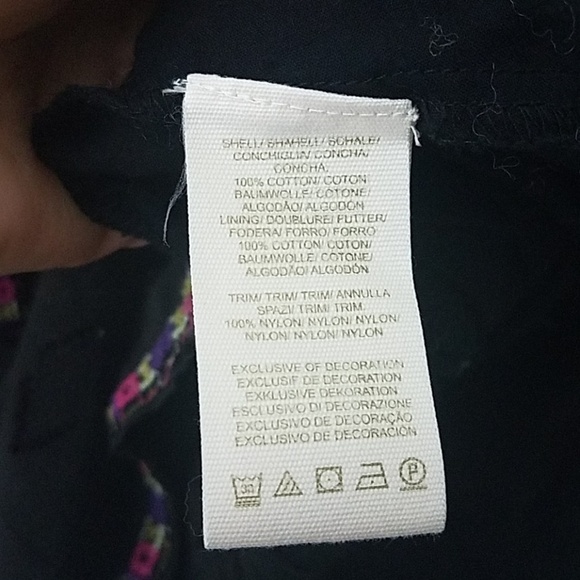 SHELL/ SHAHELL/ SCHALE/
CONCHIGLIN/ CONCHA/
CONCHA.
100% COTTON/ COTON/
BAUMWOLLE/ COTONE/
ALGODÃO/ ALGODÓN
LINING/ DOUBLURE/ FUTTER/
FODERA/ FORRO/ FORRO
100% COTTON/ COTON/
BAUMWOLLE/ COTONE/
ALGODÃO/ ALGODÓN
TRIM/ TRIM/ TRIM/ ANNULLA
SPAZI/ TRIM/ TRIM.
100% NYLON/ NYLON/ NYLON/
NYLON/ NYLON/ NYLON
EXCLUSIVE OF DECORATION
EXCLUSIF DE DECORATION
EXKLUSIVE DEKORATION
ESCLUSIVO DI DECORAZIONE
EXCLUSIVO DE DECORAÇÃO
EXCLUSIVO DE DECORACIÓN
30 P